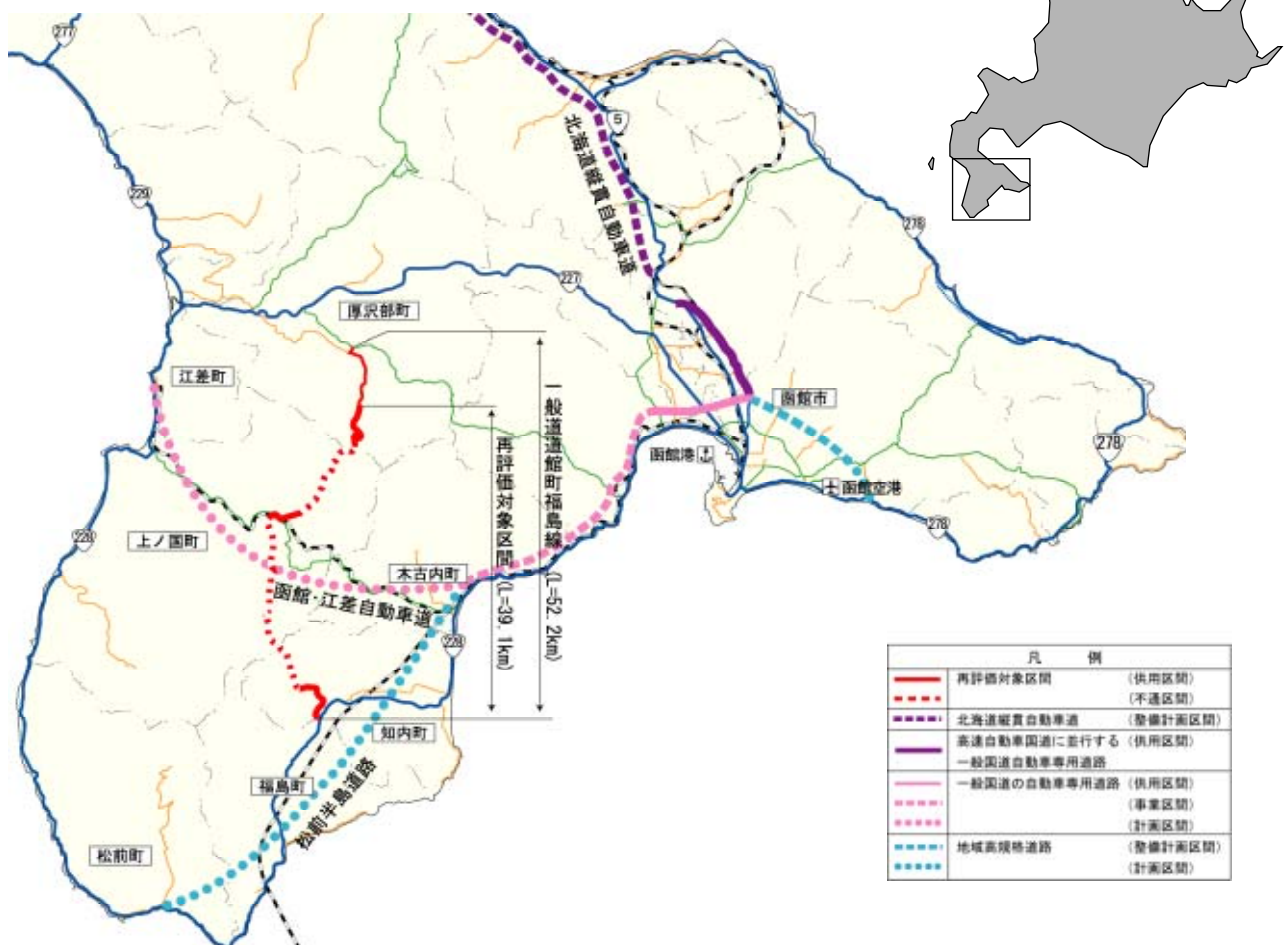 277
5
北海道縦貫自動車道
229
278
227
厚沢部町
江差町
一般道道館町福島線 (L=52.2km)
再評価対象区間 (L=39.1km)
函館市
函館港
函館空港
278
278
228
上ノ国町
木古内町
函館・江差自動車道
228
知内町
福島町
松前半島道路
松前町
凡 例
再評価対象区間 (供用区間)
(不通区間)
北海道縦貫自動車道 (整備計画区間)
高速自動車国道に並行する (供用区間)
一般国道自動車専用道路
一般国道の自動車専用道路 (供用区間)
(事業区間)
(計画区間)
地域高規格道路 (整備計画区間)
(計画区間)